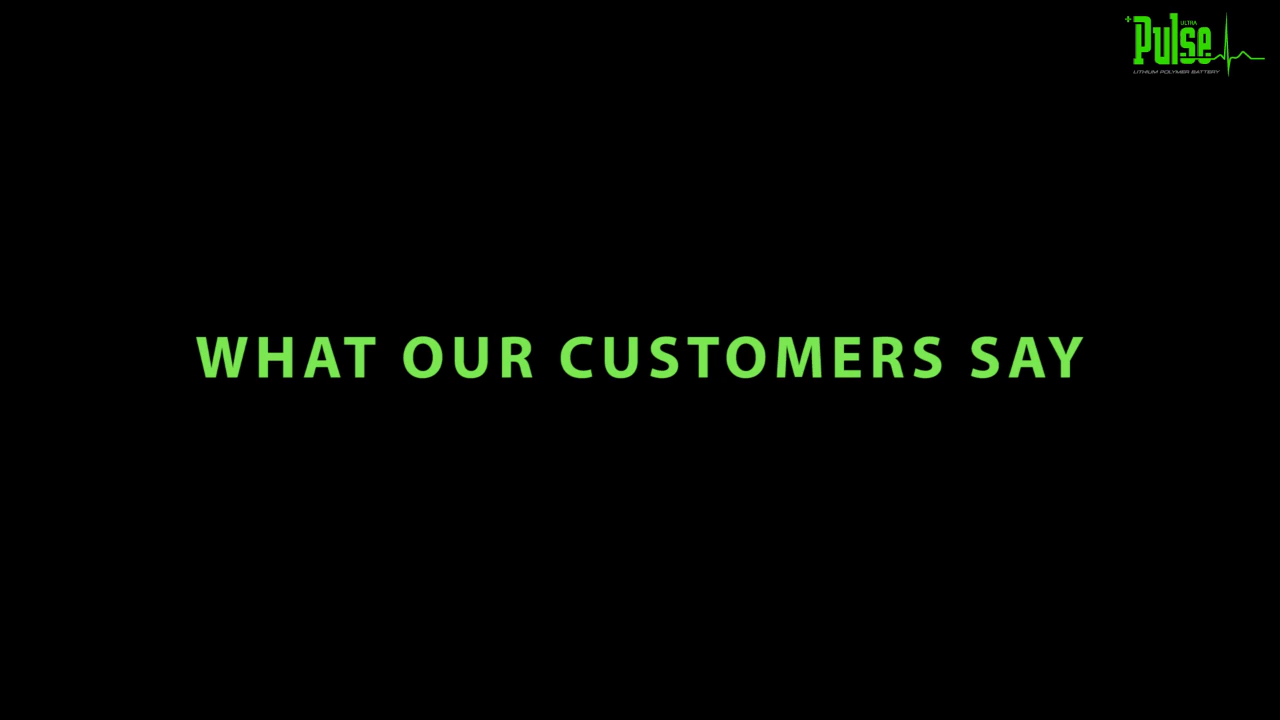 ULTRA
Pulse
LITHIUM POLYMER BATTERY
WHAT OUR CUSTOMERS SAY